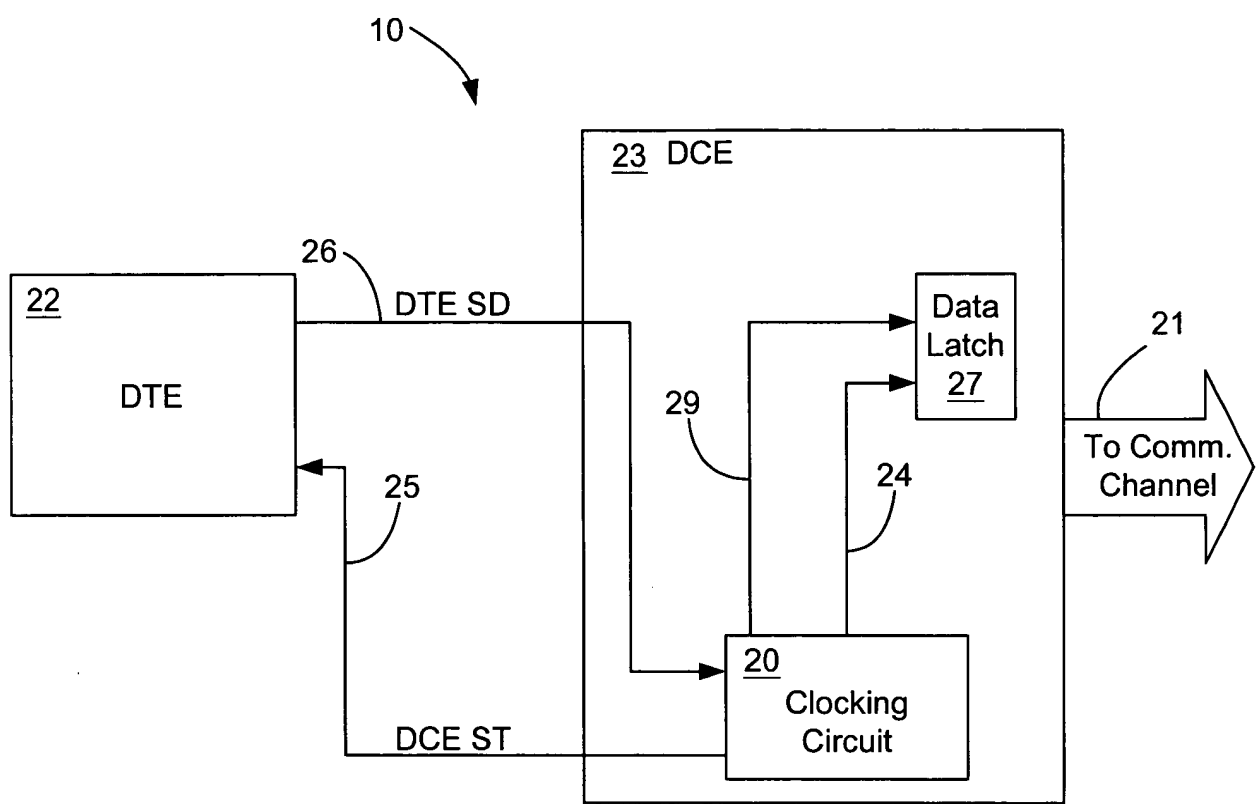 10
23 DCE
26
22
DTE SD
Data
Latch
27
21
DTE
29
To Comm.
Channel
25
24
20
Clocking
Circuit
DCE ST